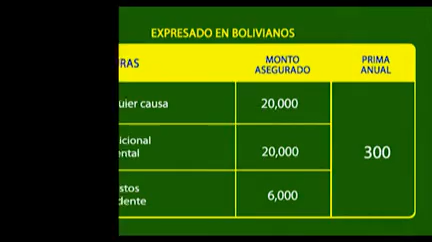 EXPRESADO EN BOLIVIANOS
RAS
MONTO
ASEGURADO
PRIMA
ANUAL
uier causa
20,000
icional
ental
20,000
300
stos
dente
6,000